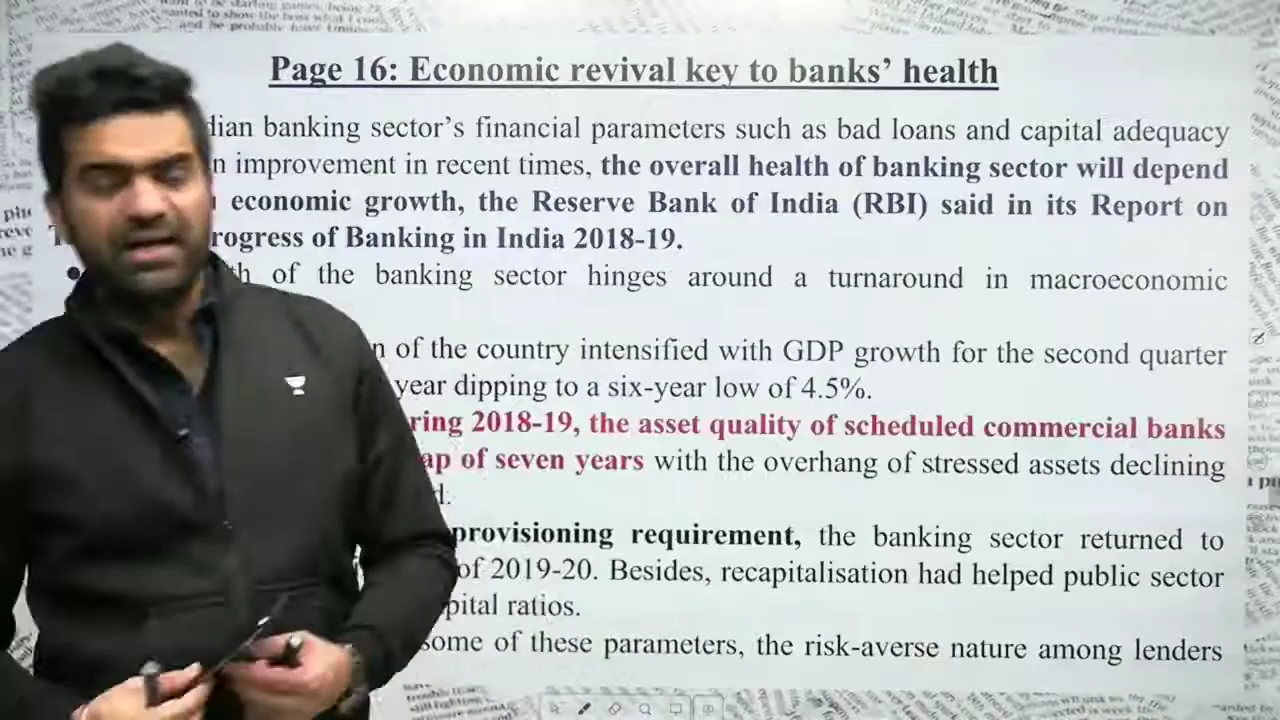 Page 16: Economic revival key to banks' health
dian banking sector's financial parameters such as bad loans and capital adequacy
n improvement in recent times, the overall health of banking sector will depend
economic growth, the Reserve Bank of India (RBI) said in its Report on
rogress of Banking in India 2018-19.
th of the banking sector hinges around a turnaround in macroeconomic
n of the country intensified with GDP growth for the second quarter
year dipping to a six-year low of 4.5%.
ring 2018-19, the asset quality of scheduled commercial banks
ap of seven years with the overhang of stressed assets declining
d.
provisioning requirement, the banking sector returned to
of 2019-20. Besides, recapitalisation had helped public sector
pital ratios.
some of these parameters, the risk-averse nature among lenders